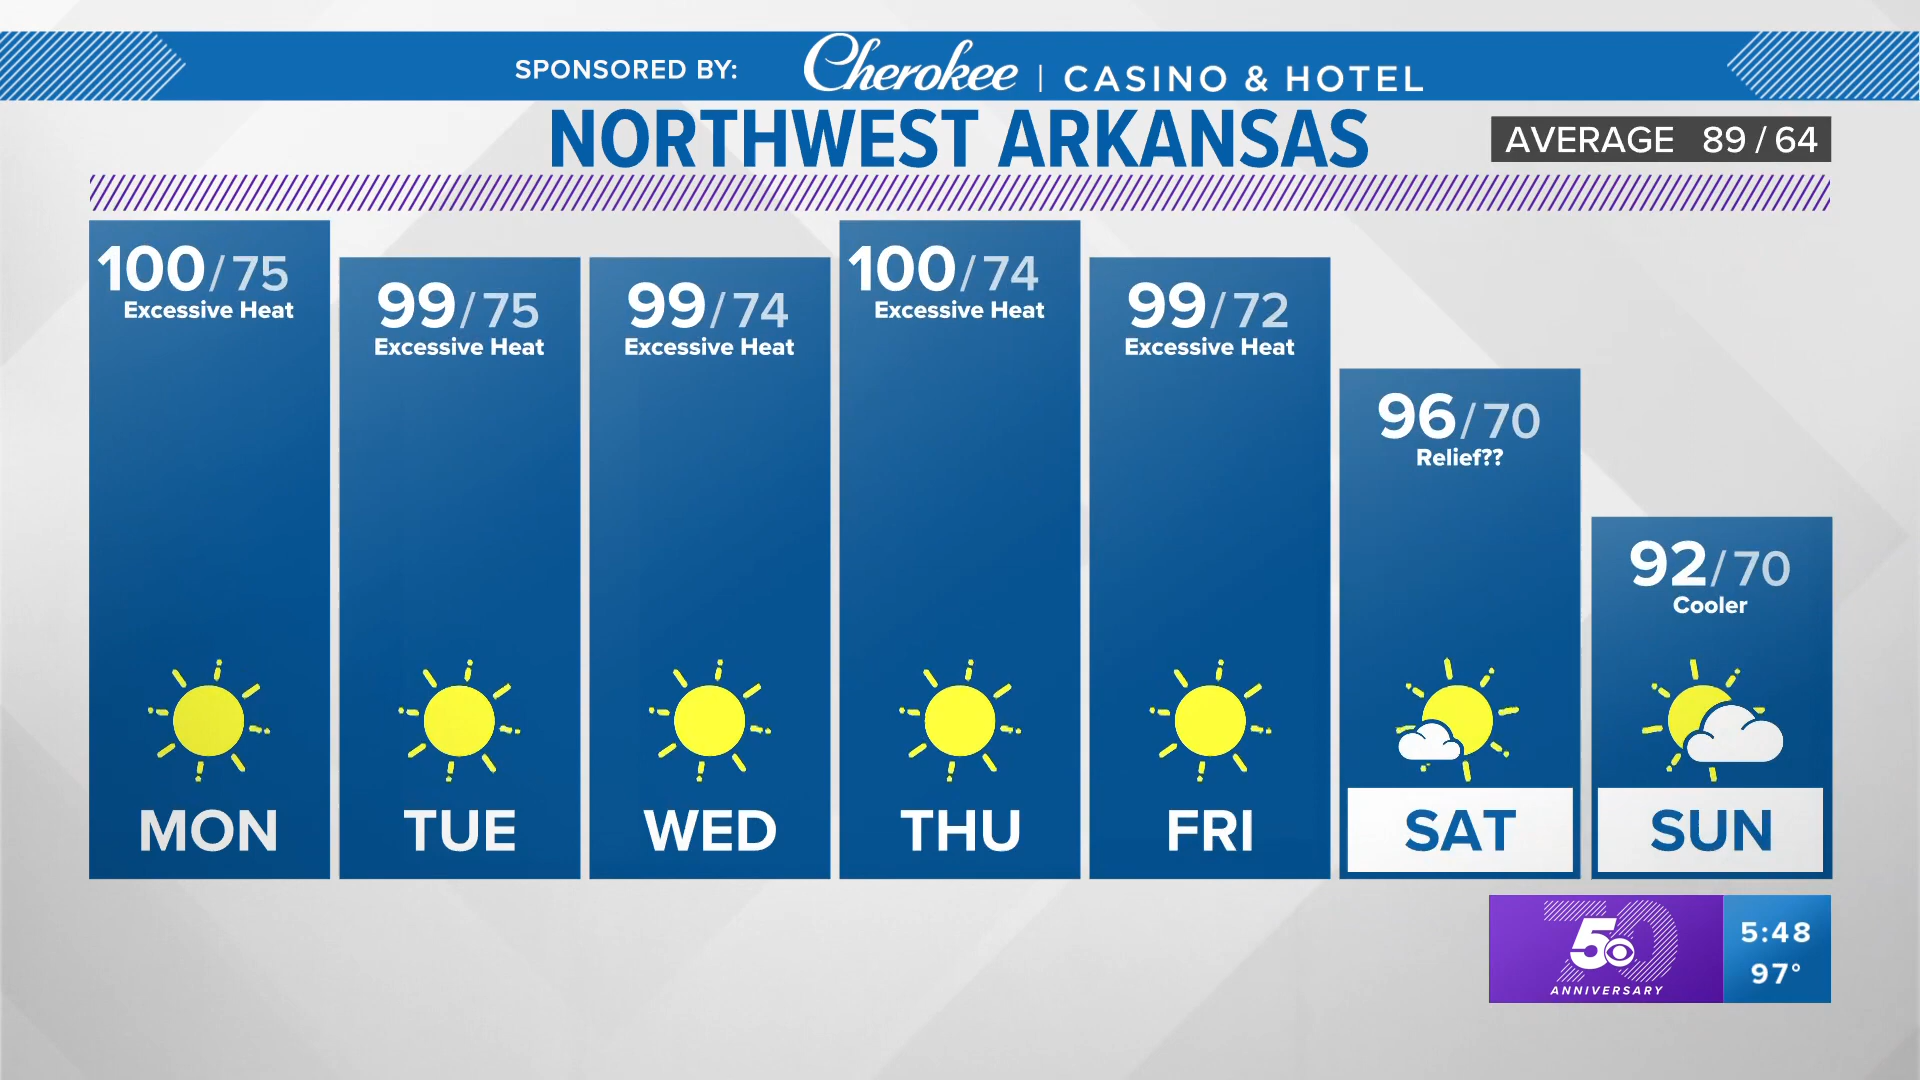 SPONSORED BY: Cherokee | CASINO & HOTEL
NORTHWEST ARKANSAS
AVERAGE 89 / 64
100/75
Excessive Heat
MON
99/75
Excessive Heat
TUE
99/74
Excessive Heat
WED
100/74
Excessive Heat
THU
99/72
Excessive Heat
FRI
96/70
Relief??
SAT
92/70
Cooler
SUN
70
5
ANNIVERSARY
5:48
97°